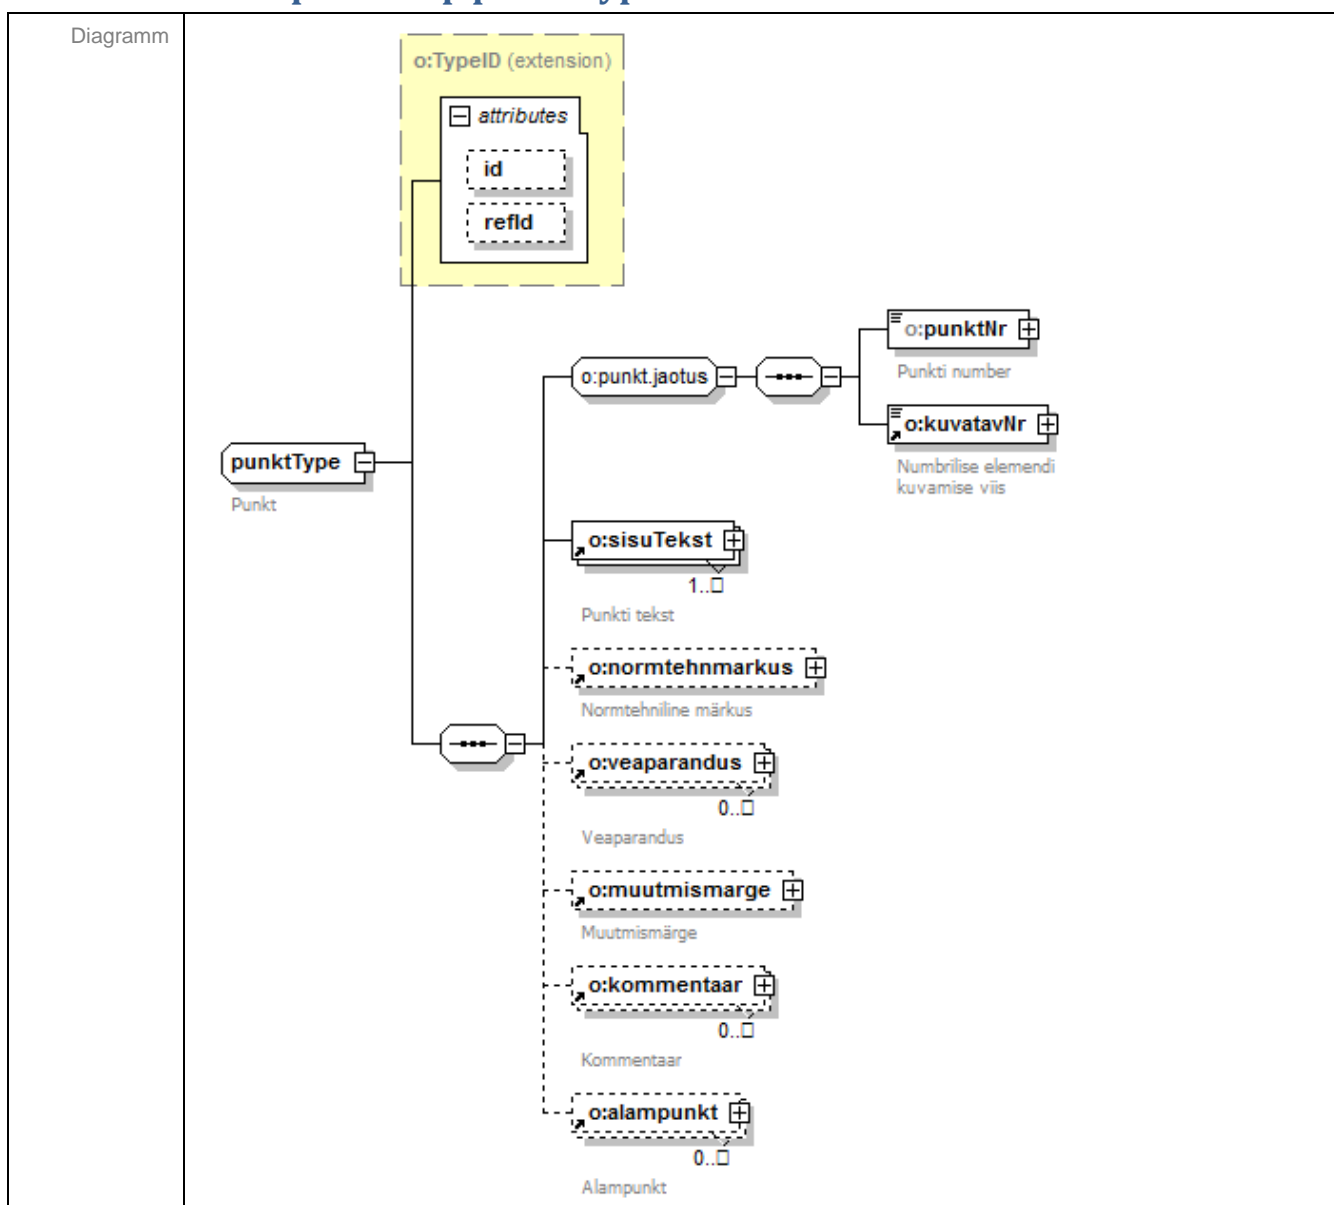 Diagramm
o:TypeID (extension)
attributes
id
refId
o:punkt.jaotus
o:punktNr
Punkti number
o:kuvatavNr
Numbrilise elemendi
kuvamise viis
punktType
Punkt
o:sisuTekst
1..□
Punkti tekst
o:normtehnmarkus
Normtehniline märkus
o:veaparandus
0..□
Veaparandus
o:muutmismarge
Muutmismärge
o:kommentaar
0..□
Kommentaar
o:alampunkt
0..□
Alampunkt